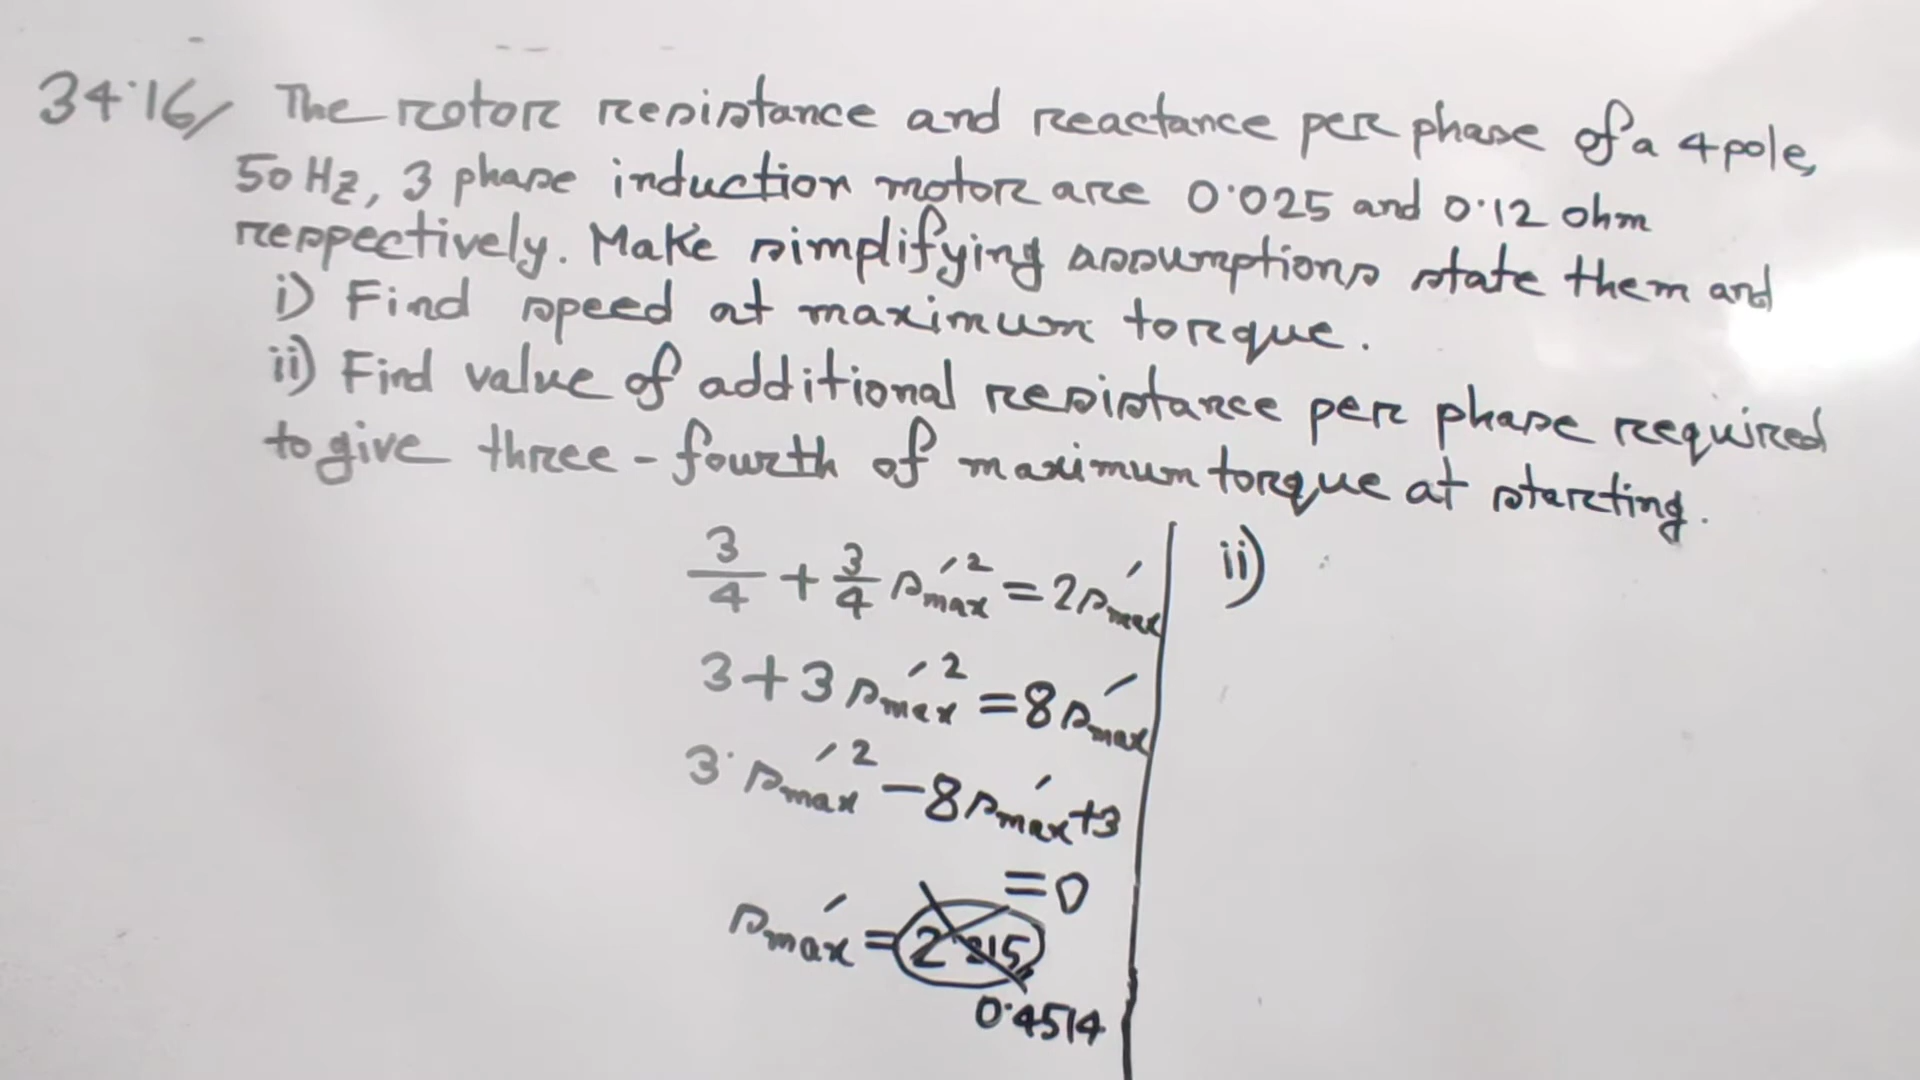 34·16/ The rotor resistance and reactance per phase of a 4 pole,
50 Hz, 3 phase induction motor are 0·025 and 0·12 ohm
respectively. Make simplifying assumptions state them and
i) Find speed at maximum torque.
ii) Find value of additional resistance per phase required
to give three-fourth of maximum torque at starting.
3/4 + 3/4 s'max² = 2s'max
3+3 s'max² = 8s'max
3 s'max² - 8s'max+3
=0
s'max = 2·215,
0·4514
ii)